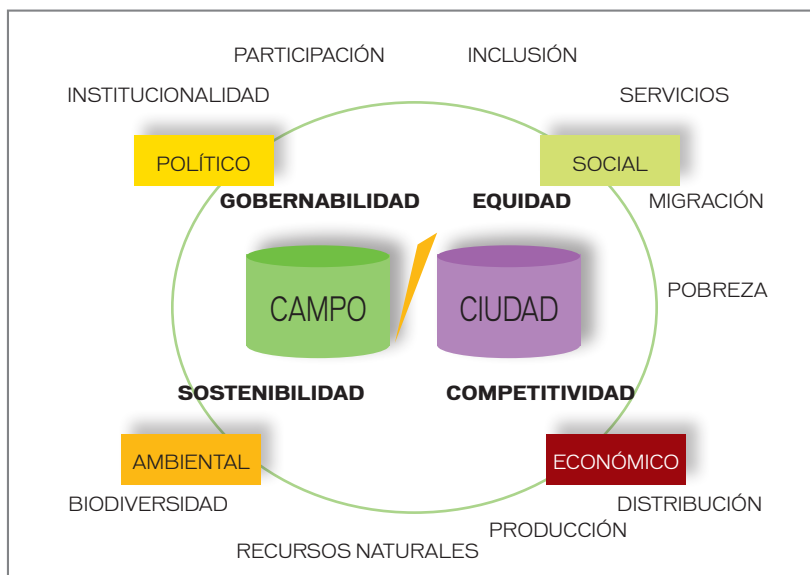 PARTICIPACIÓN INCLUSIÓN
INSTITUCIONALIDAD SERVICIOS
POLÍTICO SOCIAL
GOBERNABILIDAD EQUIDAD MIGRACIÓN
POBREZA
CAMPO CIUDAD
SOSTENIBILIDAD COMPETITIVIDAD
AMBIENTAL ECONÓMICO
BIODIVERSIDAD DISTRIBUCIÓN
PRODUCCIÓN
RECURSOS NATURALES